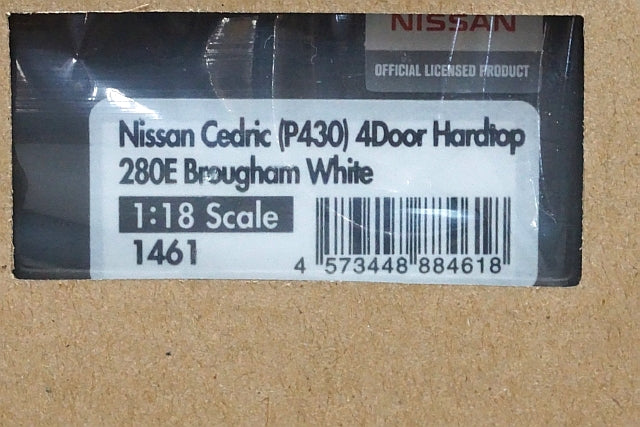 NISSAN
OFFICIAL LICENSED PRODUCT
Nissan Cedric (P430) 4Door Hardtop
280E Brougham White
1:18 Scale
1461
4 573448 884618